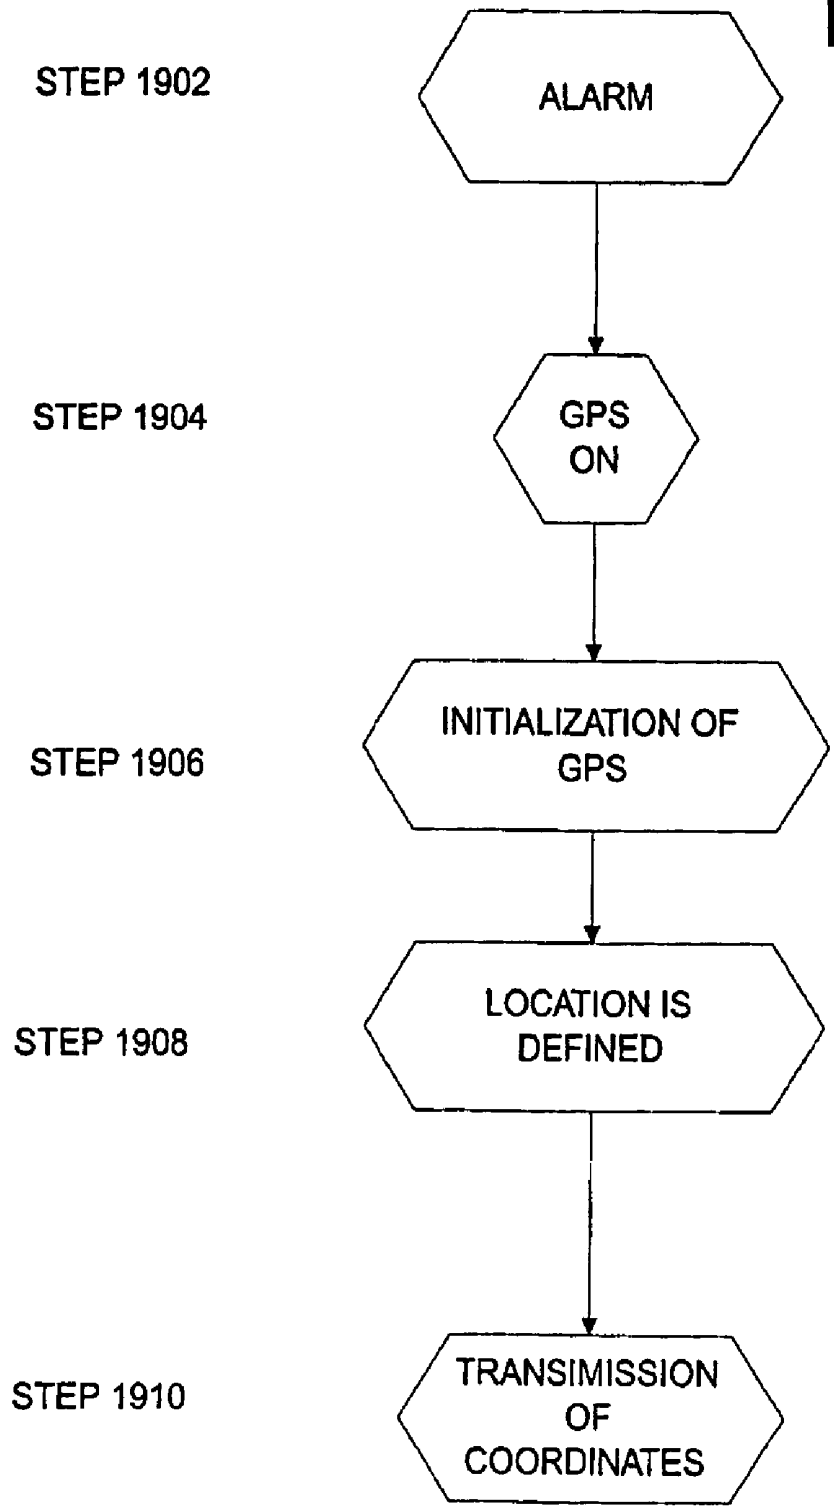 STEP 1902
ALARM
STEP 1904
GPS
ON
STEP 1906
INITIALIZATION OF
GPS
STEP 1908
LOCATION IS
DEFINED
STEP 1910
TRANSIMISSION
OF
COORDINATES